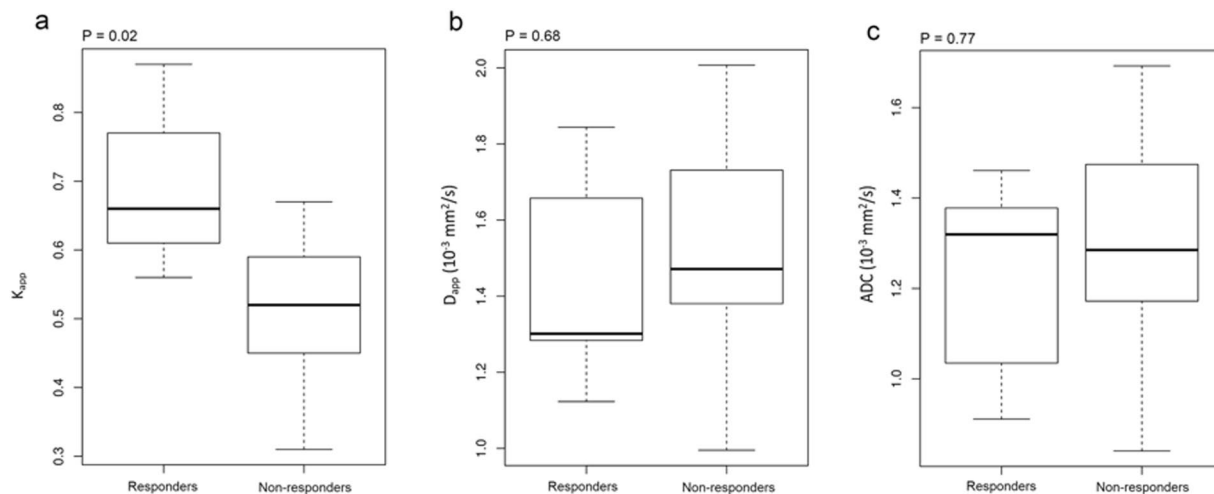 a
P = 0.02
K_app
0.8
0.7
0.6
0.5
0.4
0.3
Responders
Non-responders
b
P = 0.68
D_app (10⁻³ mm²/s)
2.0
1.8
1.6
1.4
1.2
1.0
Responders
Non-responders
c
P = 0.77
ADC (10⁻³ mm²/s)
1.6
1.4
1.2
1.0
Responders
Non-responders